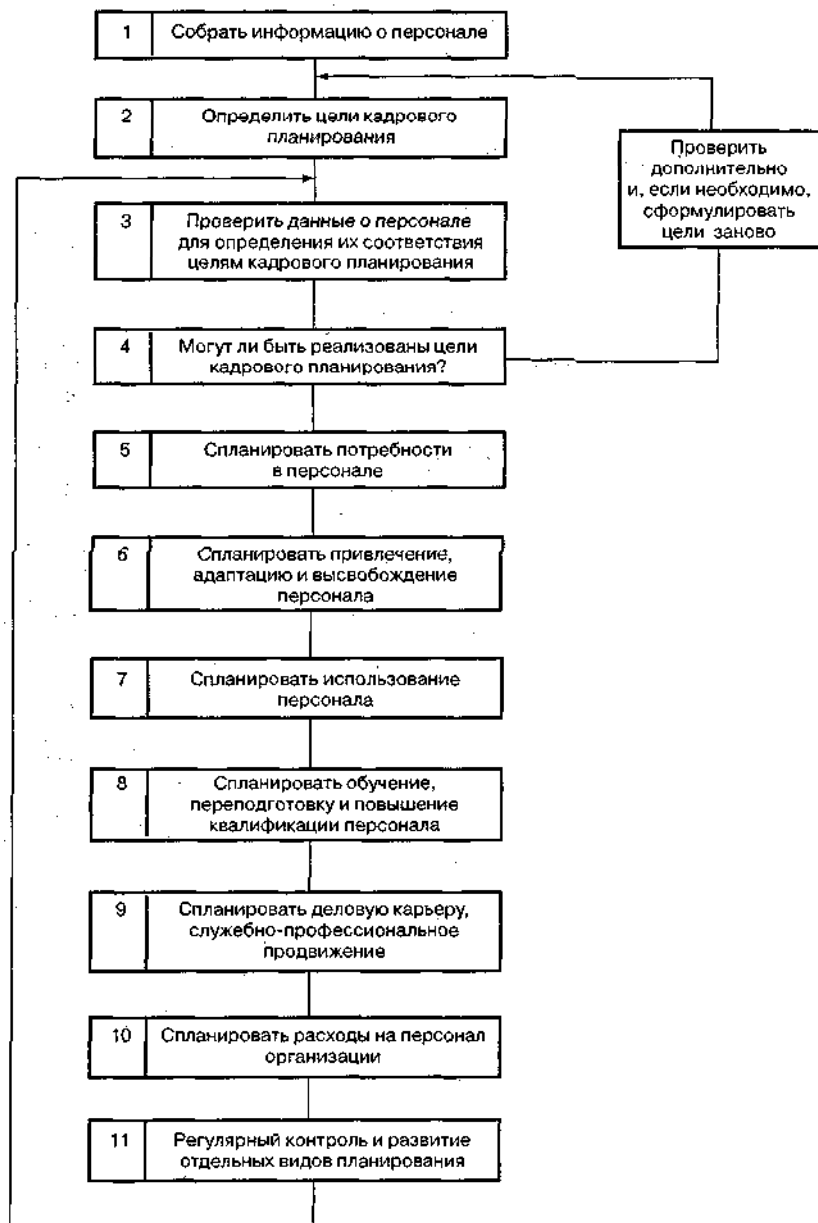 1 Собрать информацию о персонале
2 Определить цели кадрового
планирования
Проверить
дополнительно
и, если необходимо,
сформулировать
цели заново
3 Проверить данные о персонале
для определения их соответствия
целям кадрового планирования
4 Могут ли быть реализованы цели
кадрового планирования?
5 Спланировать потребности
в персонале
6 Спланировать привлечение,
адаптацию и высвобождение
персонала
7 Спланировать использование
персонала
8 Спланировать обучение,
переподготовку и повышение
квалификации персонала
9 Спланировать деловую карьеру,
служебно-профессиональное
продвижение
10 Спланировать расходы на персонал
организации
11 Регулярный контроль и развитие
отдельных видов планирования